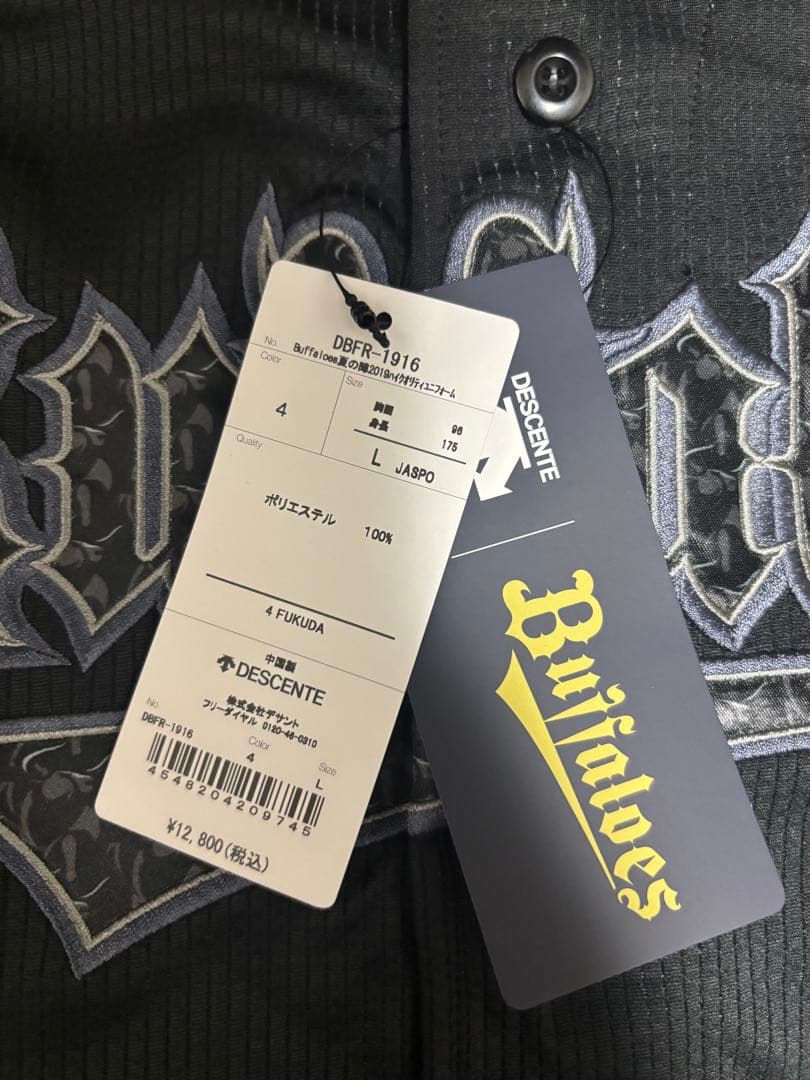 No.
DBFR-1916
Buffaloes夏の陣2019ハイクオリティユニフォーム
Color
4
Size
胸囲 96
身長 175
L JASPO
Quality
ポリエステル 100%
4 FUKUDA
中国製
DESCENTE
株式会社デサント
フリーダイヤル 0120-46-0310
No.
DBFR-1916
Color
4
Size
L
4548204209745
¥12,800(税込)
DESCENTE
Buffaloes